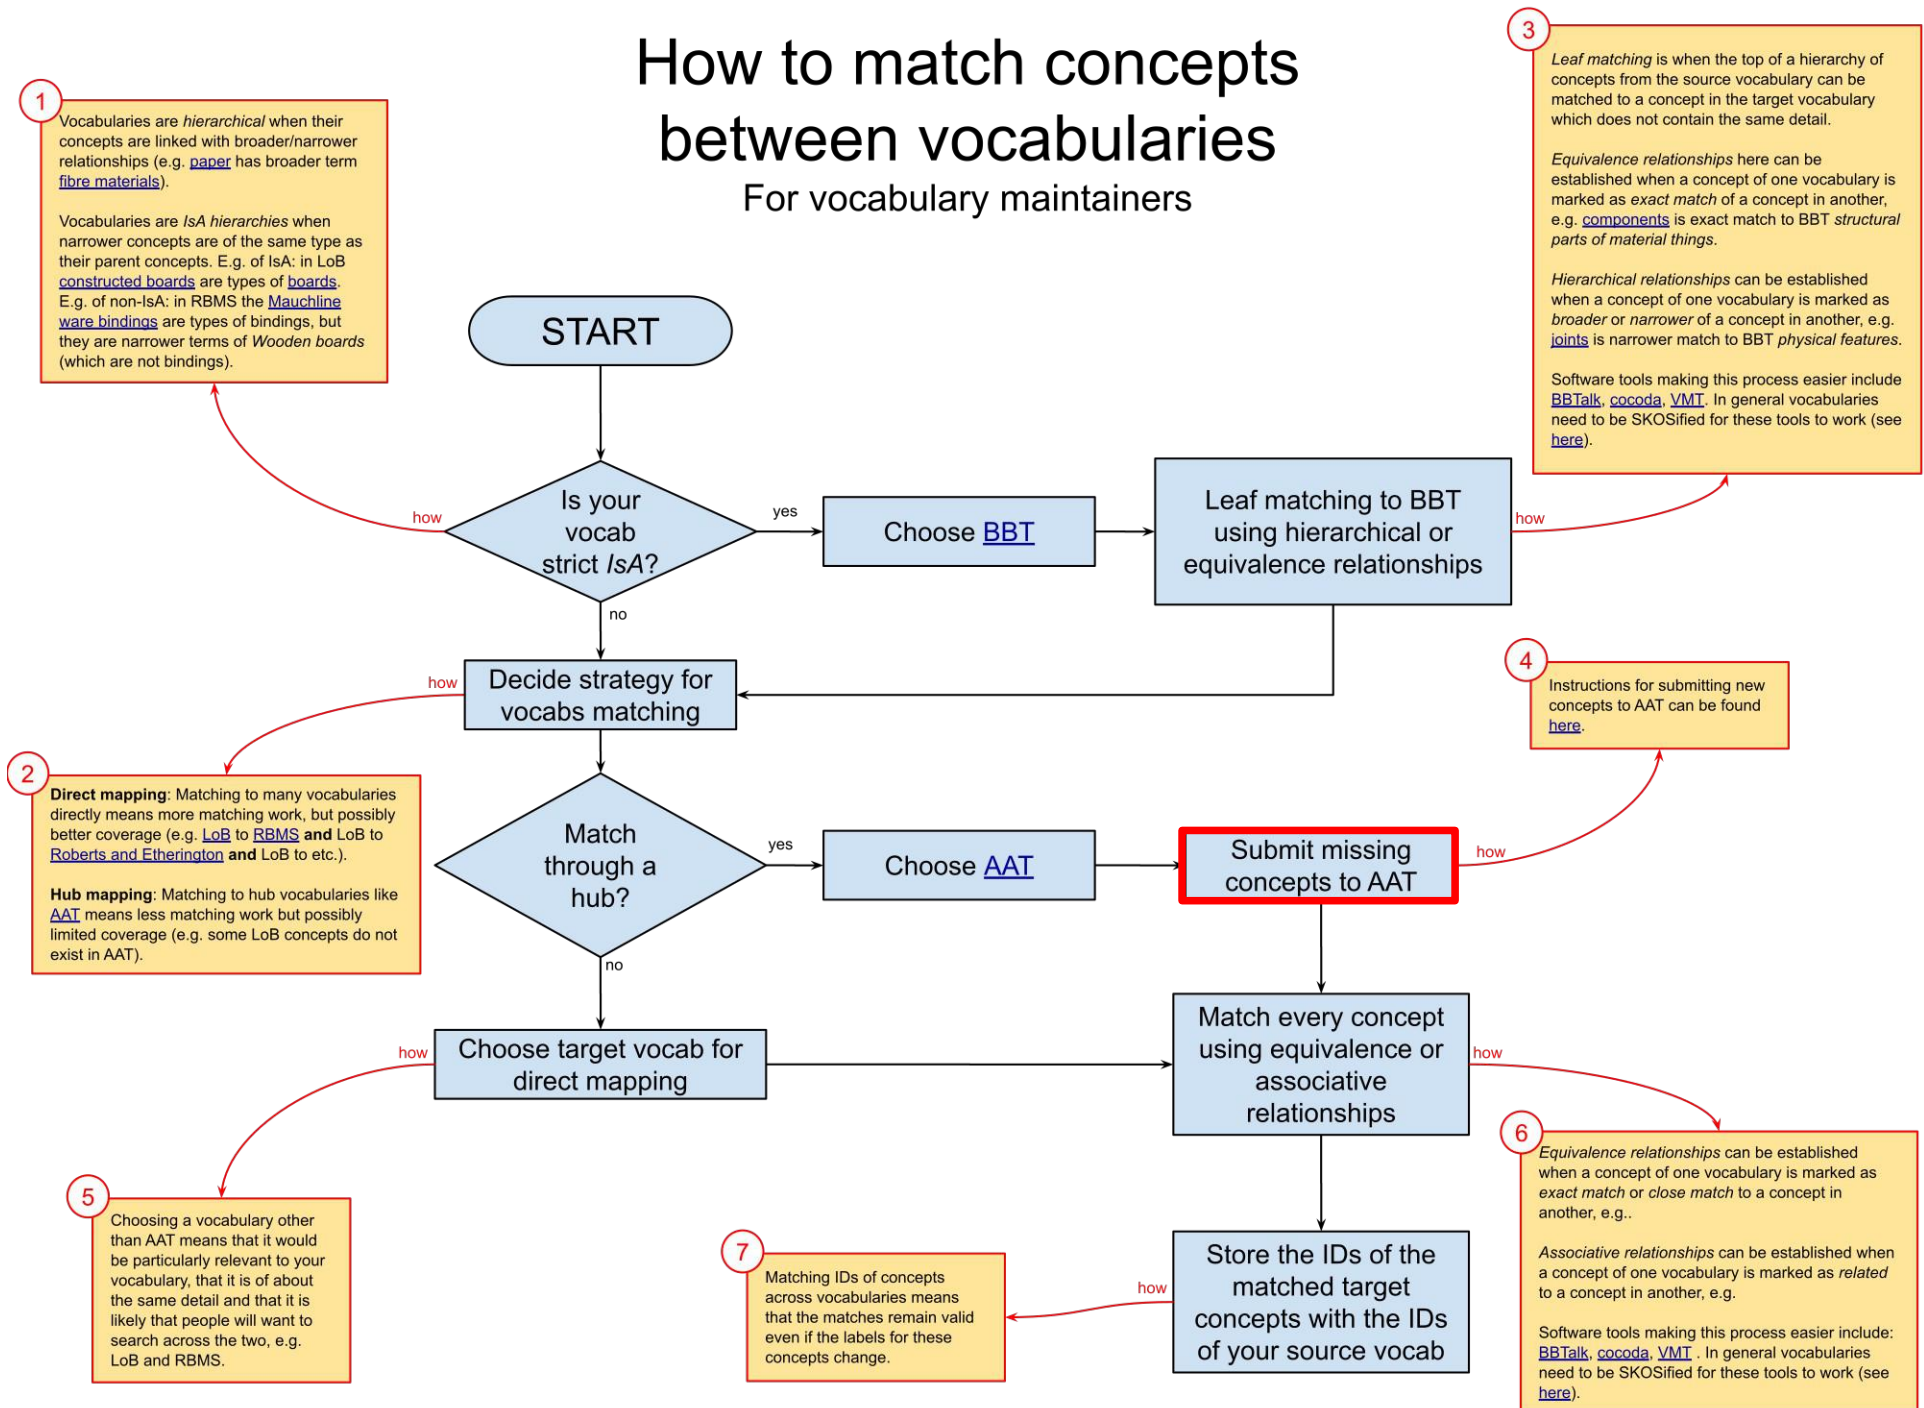 How to match concepts
between vocabularies
For vocabulary maintainers
1
Vocabularies are hierarchical when their
concepts are linked with broader/narrower
relationships (e.g. paper has broader term
fibre materials).
Vocabularies are IsA hierarchies when
narrower concepts are of the same type as
their parent concepts. E.g. of IsA: in LoB
constructed boards are types of boards.
E.g. of non-IsA: in RBMS the Mauchline
ware bindings are types of bindings, but
they are narrower terms of Wooden boards
(which are not bindings).
3
Leaf matching is when the top of a hierarchy of
concepts from the source vocabulary can be
matched to a concept in the target vocabulary
which does not contain the same detail.
Equivalence relationships here can be
established when a concept of one vocabulary is
marked as exact match of a concept in another,
e.g. components is exact match to BBT structural
parts of material things.
Hierarchical relationships can be established
when a concept of one vocabulary is marked as
broader or narrower of a concept in another, e.g.
joints is narrower match to BBT physical features.
Software tools making this process easier include
BBTalk, cocoda, VMT. In general vocabularies
need to be SKOSified for these tools to work (see
here).
START
how
Is your
vocab
strict IsA?
yes
no
Choose BBT
Leaf matching to BBT
using hierarchical or
equivalence relationships
how
how
Decide strategy for
vocabs matching
4
Instructions for submitting new
concepts to AAT can be found
here.
2
Direct mapping: Matching to many vocabularies
directly means more matching work, but possibly
better coverage (e.g. LoB to RBMS and LoB to
Roberts and Etherington and LoB to etc.).
Hub mapping: Matching to hub vocabularies like
AAT means less matching work but possibly
limited coverage (e.g. some LoB concepts do not
exist in AAT).
Match
through a
hub?
yes
no
Choose AAT
Submit missing
concepts to AAT
how
how
Choose target vocab for
direct mapping
Match every concept
using equivalence or
associative
relationships
how
5
Choosing a vocabulary other
than AAT means that it would
be particularly relevant to your
vocabulary, that it is of about
the same detail and that it is
likely that people will want to
search across the two, e.g.
LoB and RBMS.
7
Matching IDs of concepts
across vocabularies means
that the matches remain valid
even if the labels for these
concepts change.
how
Store the IDs of the
matched target
concepts with the IDs
of your source vocab
6
Equivalence relationships can be established
when a concept of one vocabulary is marked as
exact match or close match to a concept in
another, e.g..
Associative relationships can be established when
a concept of one vocabulary is marked as related
to a concept in another, e.g.
Software tools making this process easier include:
BBTalk, cocoda, VMT . In general vocabularies
need to be SKOSified for these tools to work (see
here).